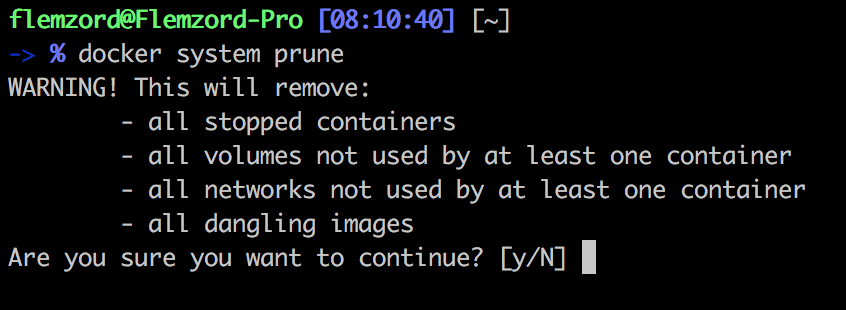 flemzord@Flemzord-Pro [08:10:40] [~]
-> % docker system prune
WARNING! This will remove:
        - all stopped containers
        - all volumes not used by at least one container
        - all networks not used by at least one container
        - all dangling images
Are you sure you want to continue? [y/N]